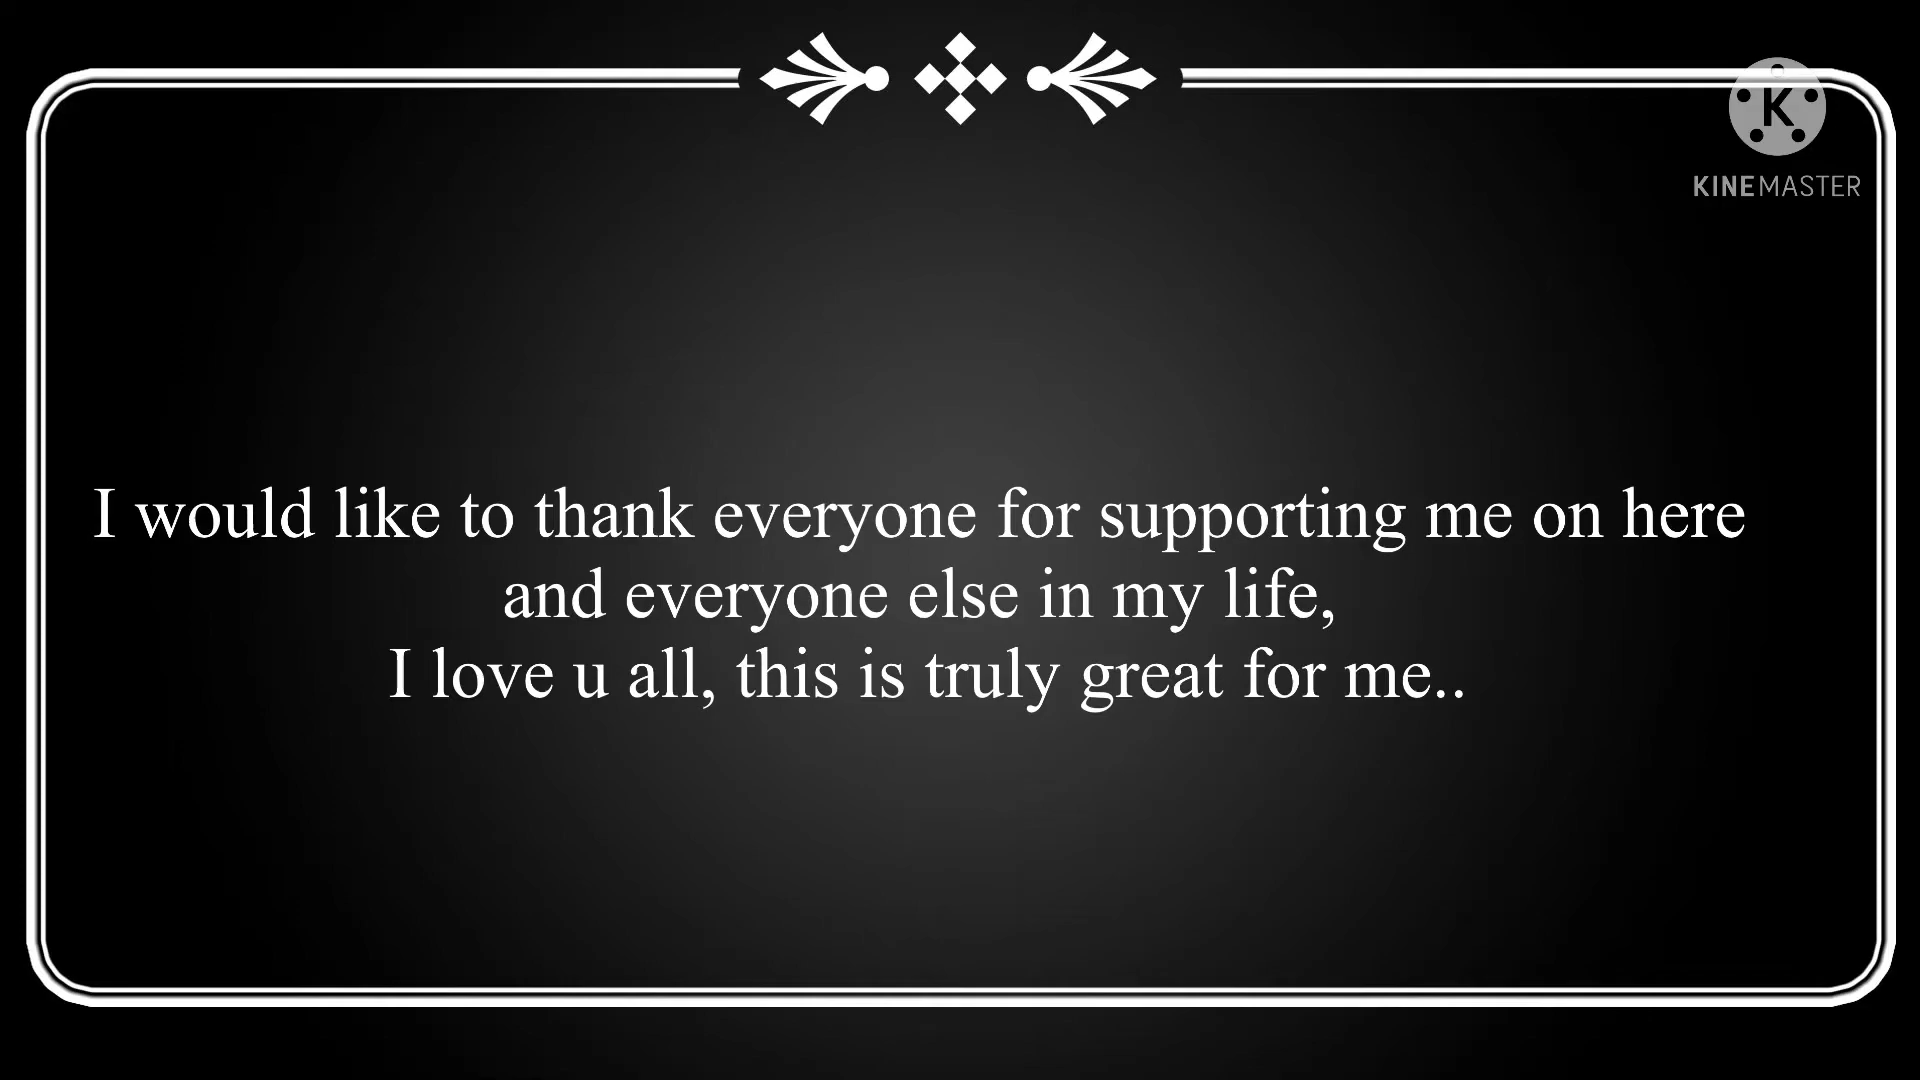 K
KINEMASTER
I would like to thank everyone for supporting me on here
and everyone else in my life,
I love u all, this is truly great for me..